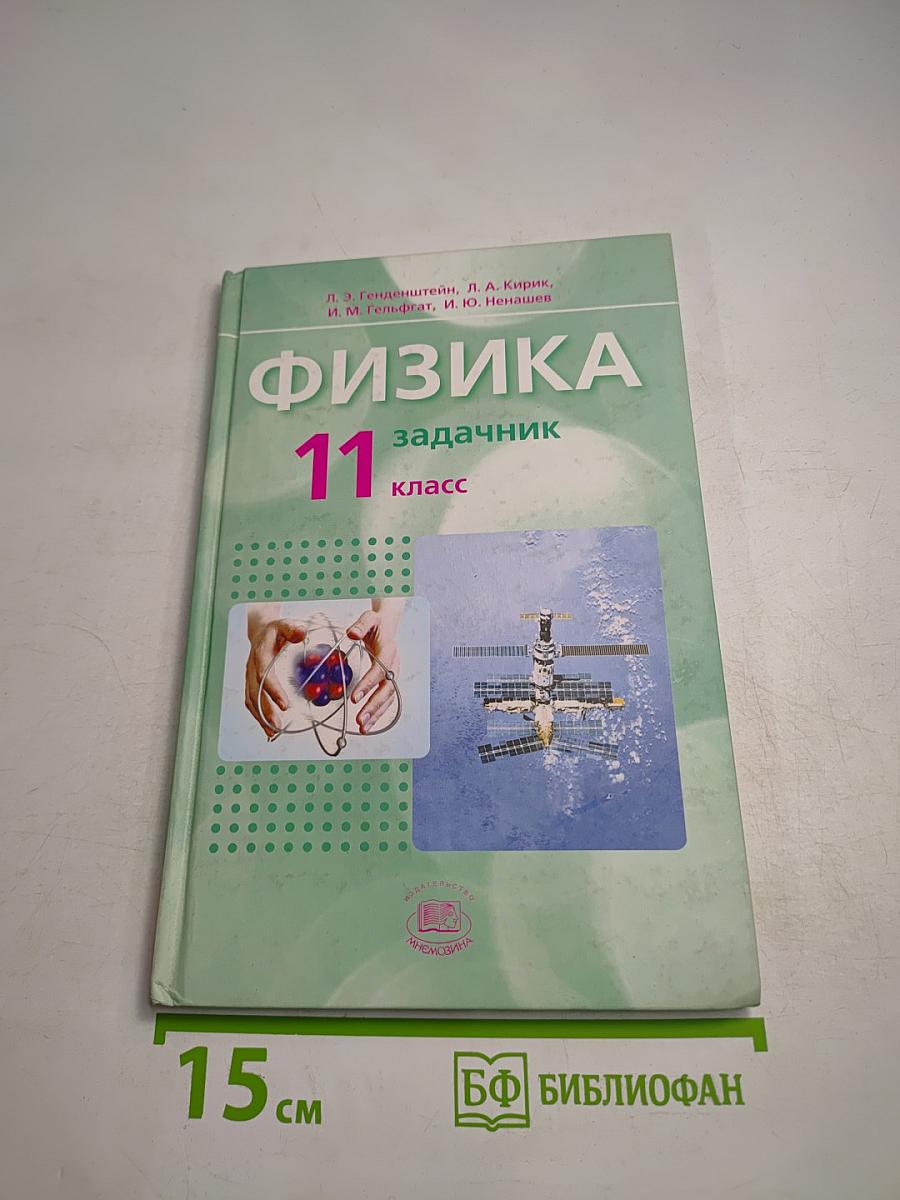 Л. Э. Генденштейн, Л. А. Кирик,
И. М. Гельфгат, И. Ю. Ненашев
ФИЗИКА
11 задачник
класс
ИЗДАТЕЛЬСТВО
МНЕМОЗИНА
15 см
БФ БИБЛИОФАН